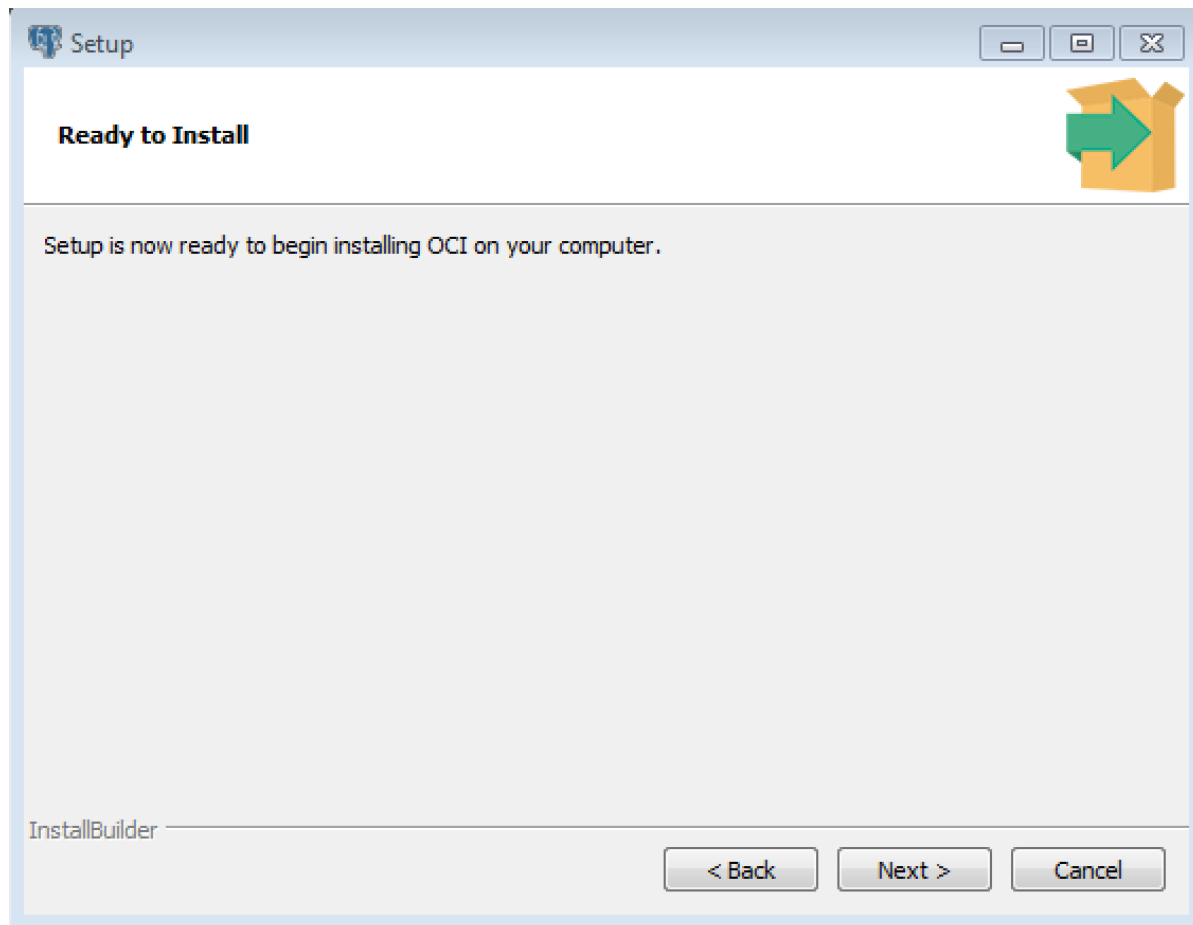 Setup
Ready to Install
Setup is now ready to begin installing OCI on your computer.
InstallBuilder
< Back
Next >
Cancel